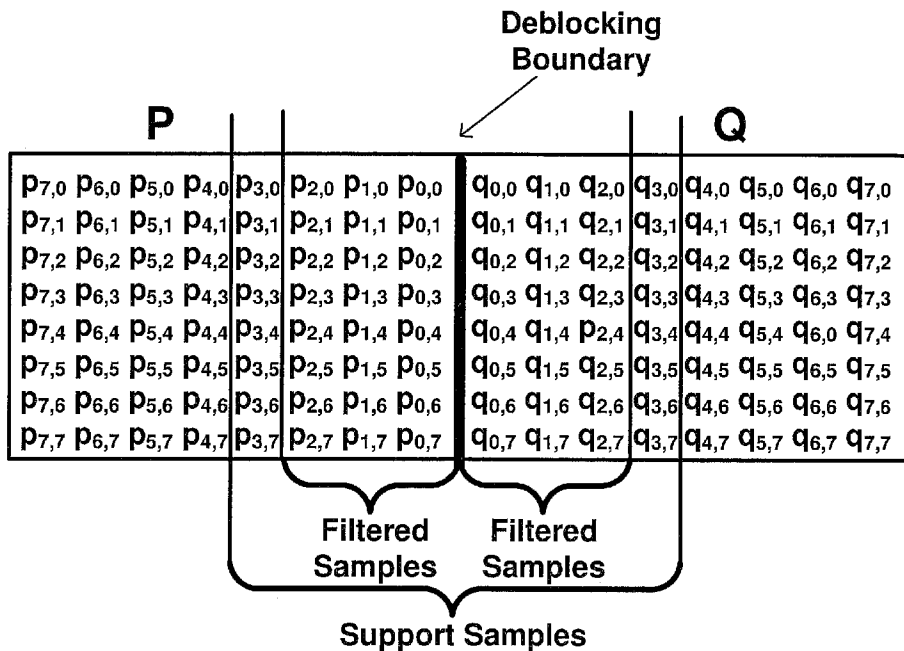 Deblocking
Boundary
P Q
p7,0 p6,0 p5,0 p4,0 p3,0 p2,0 p1,0 p0,0 q0,0 q1,0 q2,0 q3,0 q4,0 q5,0 q6,0 q7,0
p7,1 p6,1 p5,1 p4,1 p3,1 p2,1 p1,1 p0,1 q0,1 q1,1 q2,1 q3,1 q4,1 q5,1 q6,1 q7,1
p7,2 p6,2 p5,2 p4,2 p3,2 p2,2 p1,2 p0,2 q0,2 q1,2 q2,2 q3,2 q4,2 q5,2 q6,2 q7,2
p7,3 p6,3 p5,3 p4,3 p3,3 p2,3 p1,3 p0,3 q0,3 q1,3 q2,3 q3,3 q4,3 q5,3 q6,3 q7,3
p7,4 p6,4 p5,4 p4,4 p3,4 p2,4 p1,4 p0,4 q0,4 q1,4 p2,4 q3,4 q4,4 q5,4 q6,0 q7,4
p7,5 p6,5 p5,5 p4,5 p3,5 p2,5 p1,5 p0,5 q0,5 q1,5 q2,5 q3,5 q4,5 q5,5 q6,5 q7,5
p7,6 p6,6 p5,6 p4,6 p3,6 p2,6 p1,6 p0,6 q0,6 q1,6 q2,6 q3,6 q4,6 q5,6 q6,6 q7,6
p7,7 p6,7 p5,7 p4,7 p3,7 p2,7 p1,7 p0,7 q0,7 q1,7 q2,7 q3,7 q4,7 q5,7 q6,7 q7,7
Filtered Filtered
Samples Samples
Support Samples